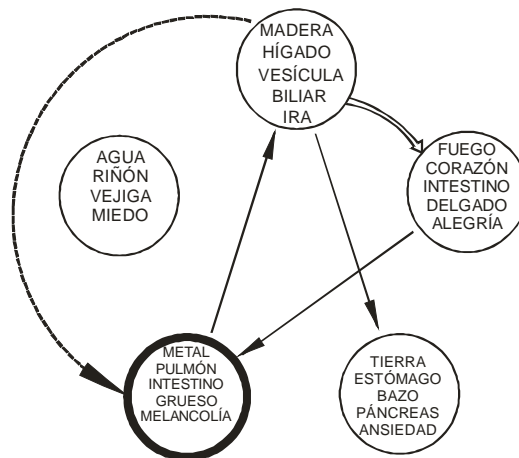 MADERA
HÍGADO
VESÍCULA
BILIAR
IRA
AGUA
RIÑÓN
VEJIGA
MIEDO
FUEGO
CORAZÓN
INTESTINO
DELGADO
ALEGRÍA
METAL
PULMÓN
INTESTINO
GRUESO
MELANCOLÍA
TIERRA
ESTÓMAGO
BAZO
PÁNCREAS
ANSIEDAD